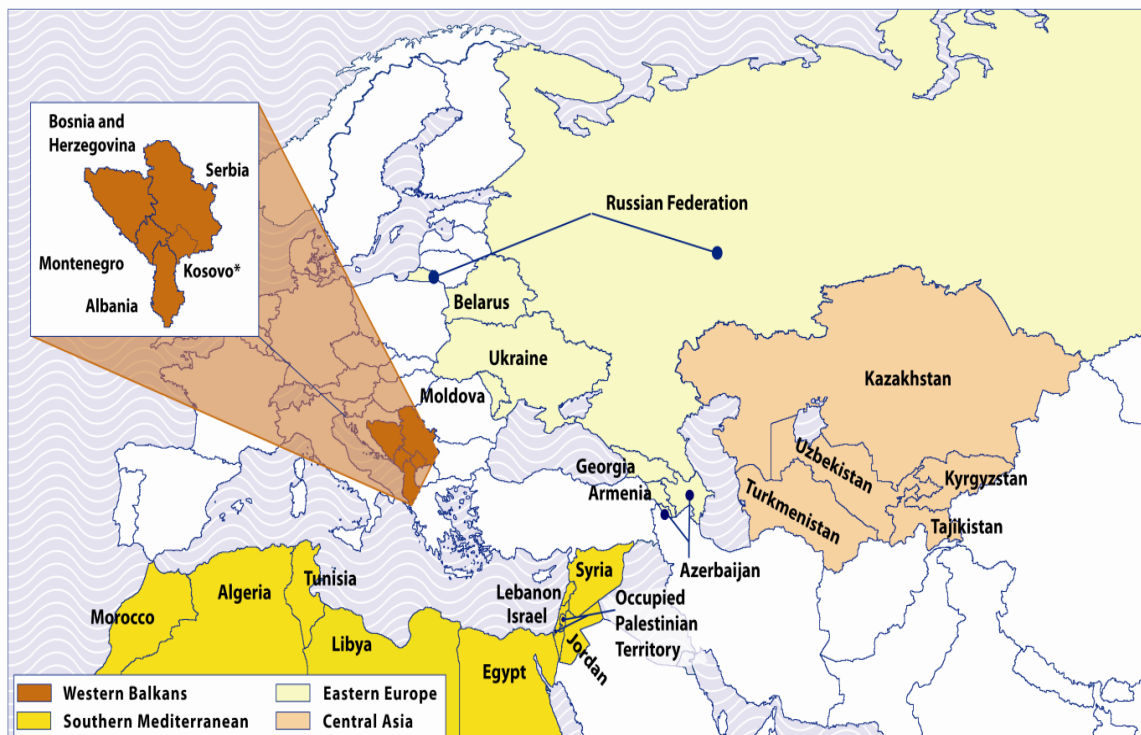 Bosnia and
Herzegovina
Serbia
Montenegro
Kosovo*
Albania
Russian Federation
Belarus
Ukraine
Moldova
Kazakhstan
Uzbekistan
Turkmenistan
Kyrgyzstan
Tajikistan
Georgia
Armenia
Azerbaijan
Syria
Lebanon
Israel
Occupied
Palestinian
Territory
Jordan
Tunisia
Algeria
Morocco
Libya
Egypt
Western Balkans
Eastern Europe
Southern Mediterranean
Central Asia